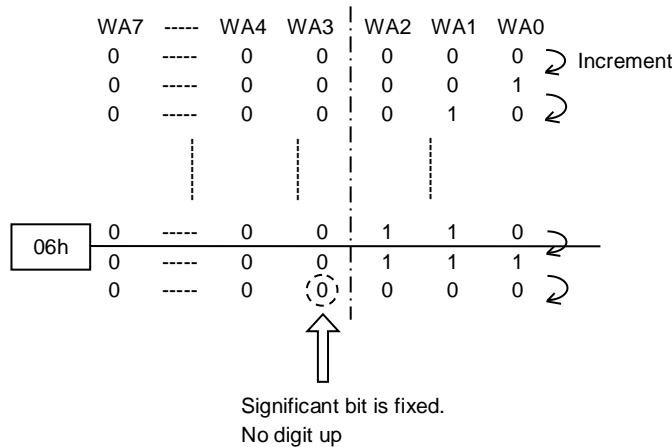 WA7 ----- WA4 WA3 WA2 WA1 WA0
0 ----- 0 0 0 0 0 Increment
0 ----- 0 0 0 0 1
0 ----- 0 0 0 1 0
0 ----- 0 0 1 1 0
06h
0 ----- 0 0 1 1 1
0 ----- 0 0 0 0 0
Significant bit is fixed.
No digit up